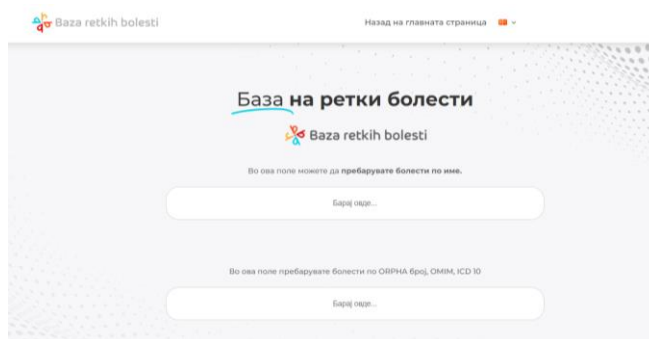 Baza retkih bolesti
Назад на главната страница
База на ретки болести
Baza retkih bolesti
Во ова поле можете да пребарувате болести по име.
Барај овде...
Во ова поле пребарувате болести по ORPHA број, OMIM, ICD 10
Барај овде...